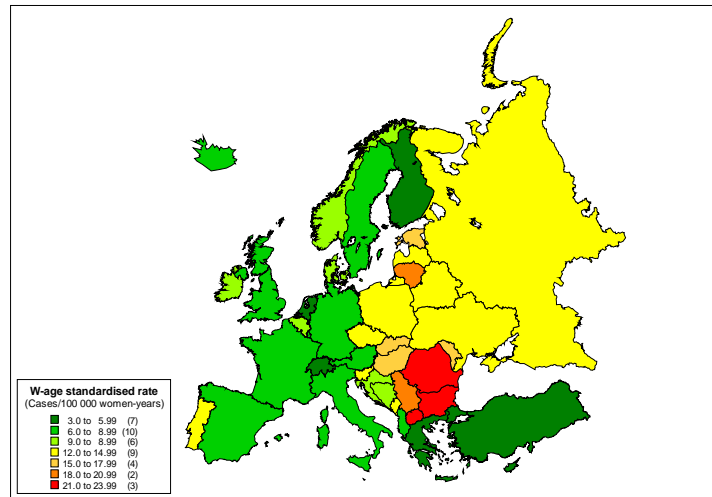 W-age standardised rate
(Cases/100 000 women-years)
3.0 to 5.99 (7)
6.0 to 8.99 (10)
9.0 to 8.99 (6)
12.0 to 14.99 (9)
15.0 to 17.99 (4)
18.0 to 20.99 (2)
21.0 to 23.99 (3)